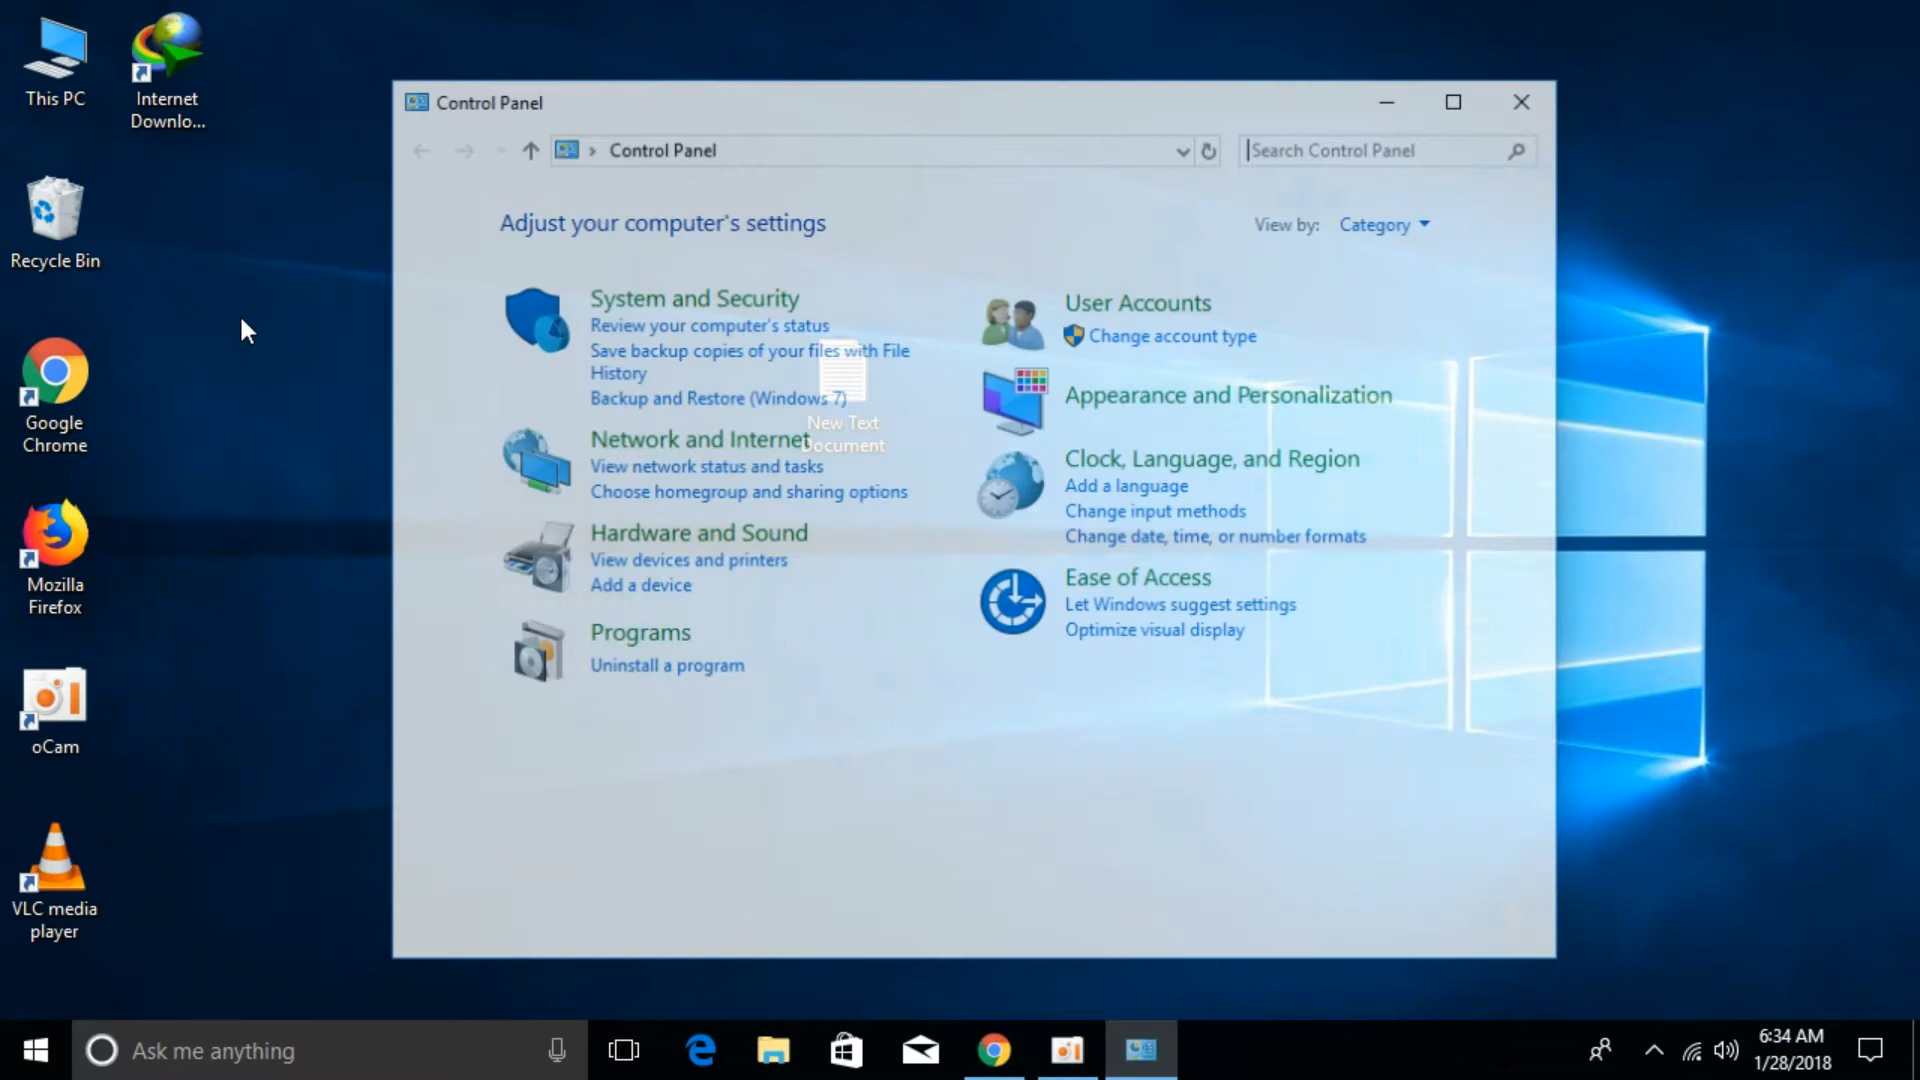 This PC
Internet
Downlo...
Recycle Bin
Google
Chrome
Mozilla
Firefox
oCam
VLC media
player
Control Panel
Control Panel
Search Control Panel
Adjust your computer's settings
View by:
Category
System and Security
Review your computer's status
Save backup copies of your files with File
History
Backup and Restore (Windows 7)
Network and Internet
View network status and tasks
Choose homegroup and sharing options
Hardware and Sound
View devices and printers
Add a device
Programs
Uninstall a program
User Accounts
Change account type
Appearance and Personalization
Clock, Language, and Region
Add a language
Change input methods
Change date, time, or number formats
Ease of Access
Let Windows suggest settings
Optimize visual display
New Text
Document
Ask me anything
6:34 AM
1/28/2018